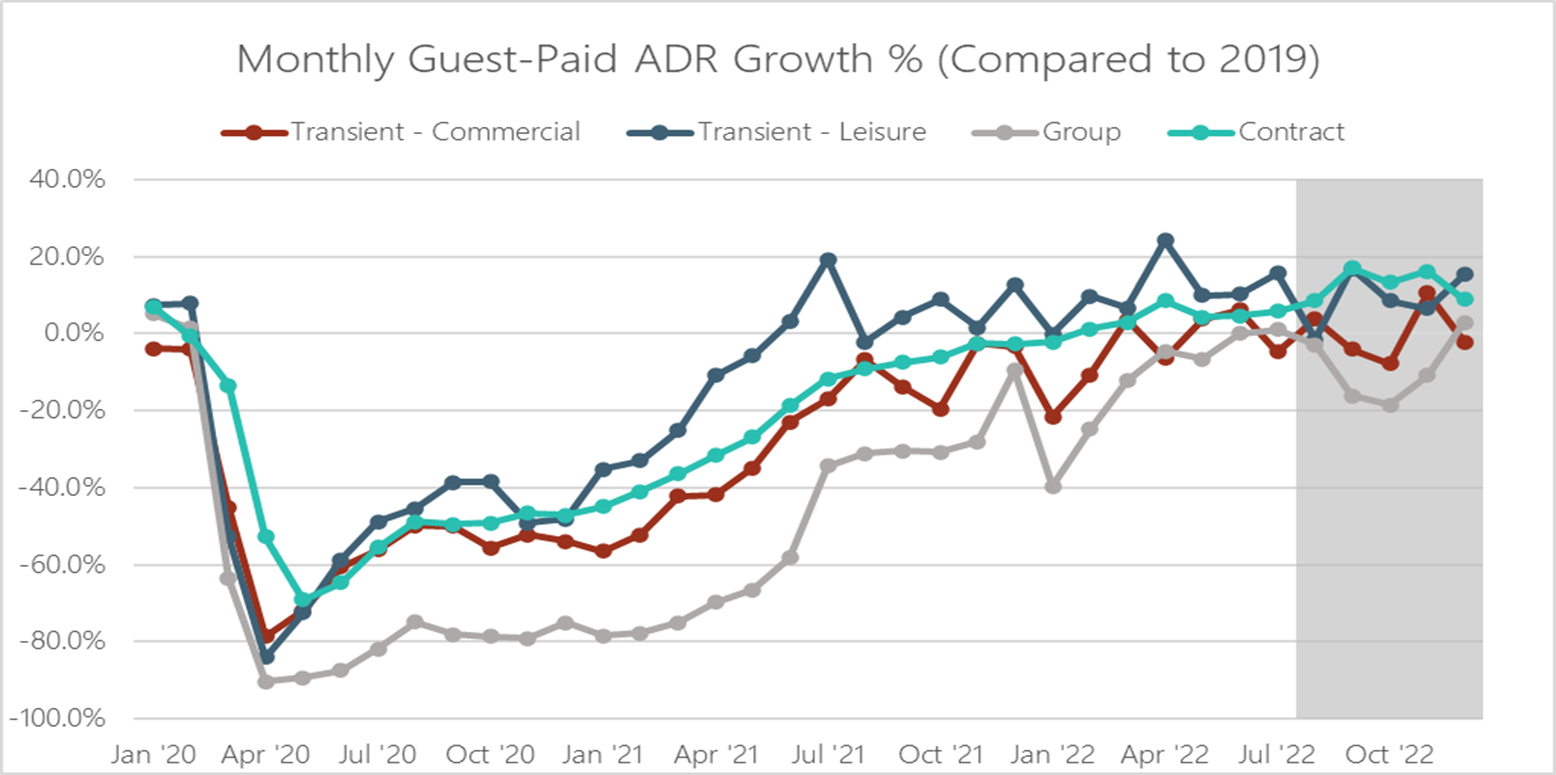 Monthly Guest-Paid ADR Growth % (Compared to 2019)
Transient - Commercial Transient - Leisure Group Contract
40.0%
20.0%
0.0%
-20.0%
-40.0%
-60.0%
-80.0%
-100.0%
Jan '20 Apr '20 Jul '20 Oct '20 Jan '21 Apr '21 Jul '21 Oct '21 Jan '22 Apr '22 Jul '22 Oct '22